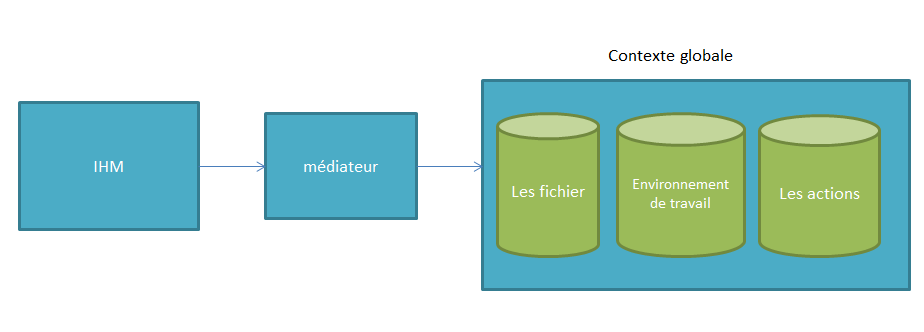 Contexte globale
IHM
médiateur
Les fichier
Environnement
de travail
Les actions